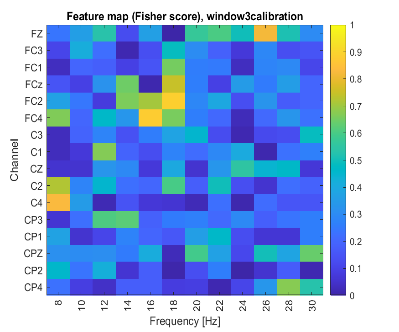 Feature map (Fisher score), window3calibration
Channel
FZ
FC3
FC1
FCz
FC2
FC4
C3
C1
CZ
C2
C4
CP3
CP1
CPZ
CP2
CP4
8 10 12 14 16 18 20 22 24 26 28 30
Frequency [Hz]
1
0.9
0.8
0.7
0.6
0.5
0.4
0.3
0.2
0.1
0